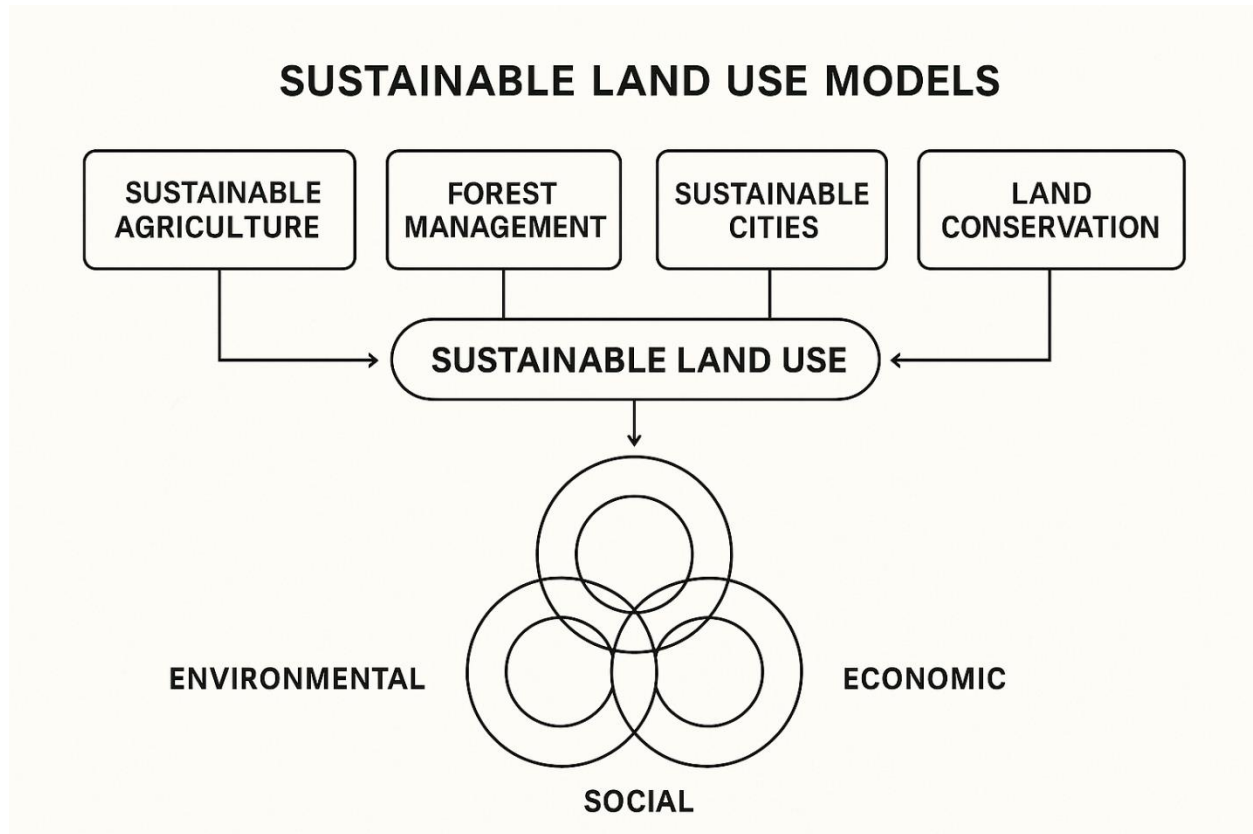 SUSTAINABLE LAND USE MODELS
SUSTAINABLE
AGRICULTURE
FOREST
MANAGEMENT
SUSTAINABLE
CITIES
LAND
CONSERVATION
SUSTAINABLE LAND USE
ENVIRONMENTAL
ECONOMIC
SOCIAL